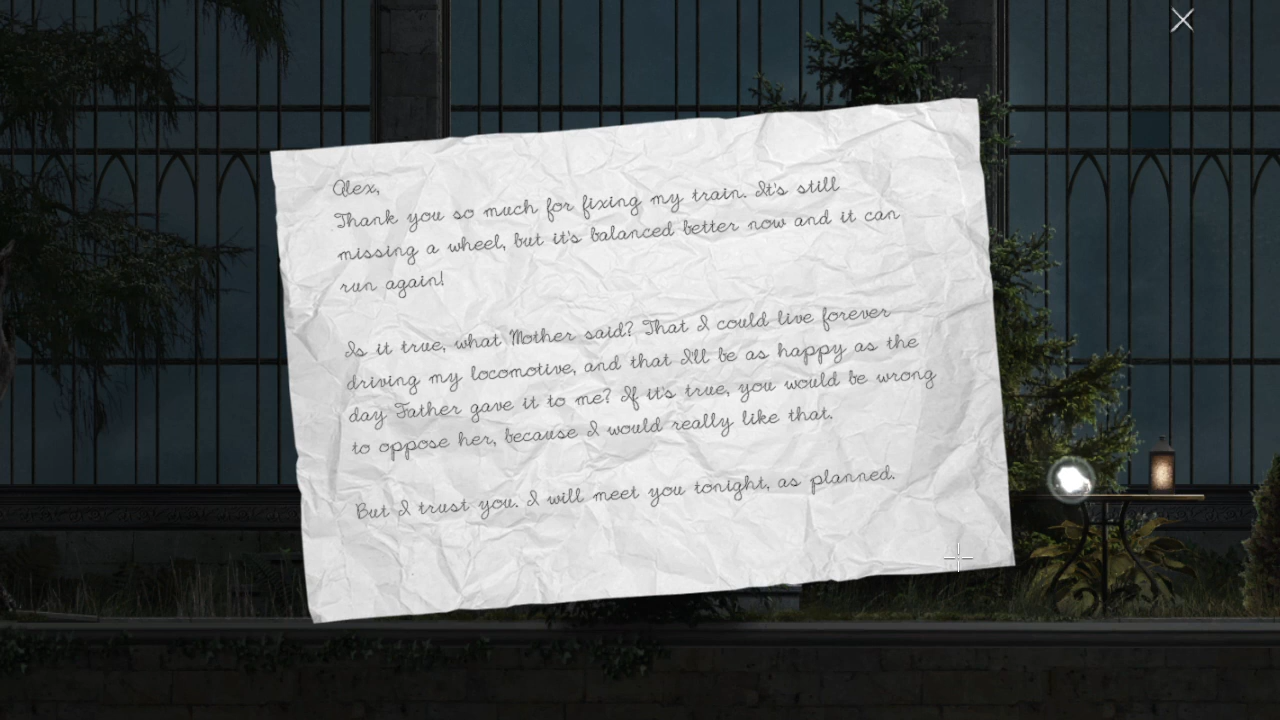 Alex,
Thank you so much for fixing my train. It's still
missing a wheel, but it's balanced better now and it can
run again!
Is it true, what Mother said? That I could live forever
driving my locomotive, and that I'll be as happy as the
day Father gave it to me? If it's true, you would be wrong
to oppose her, because I would really like that.
But I trust you. I will meet you tonight, as planned.